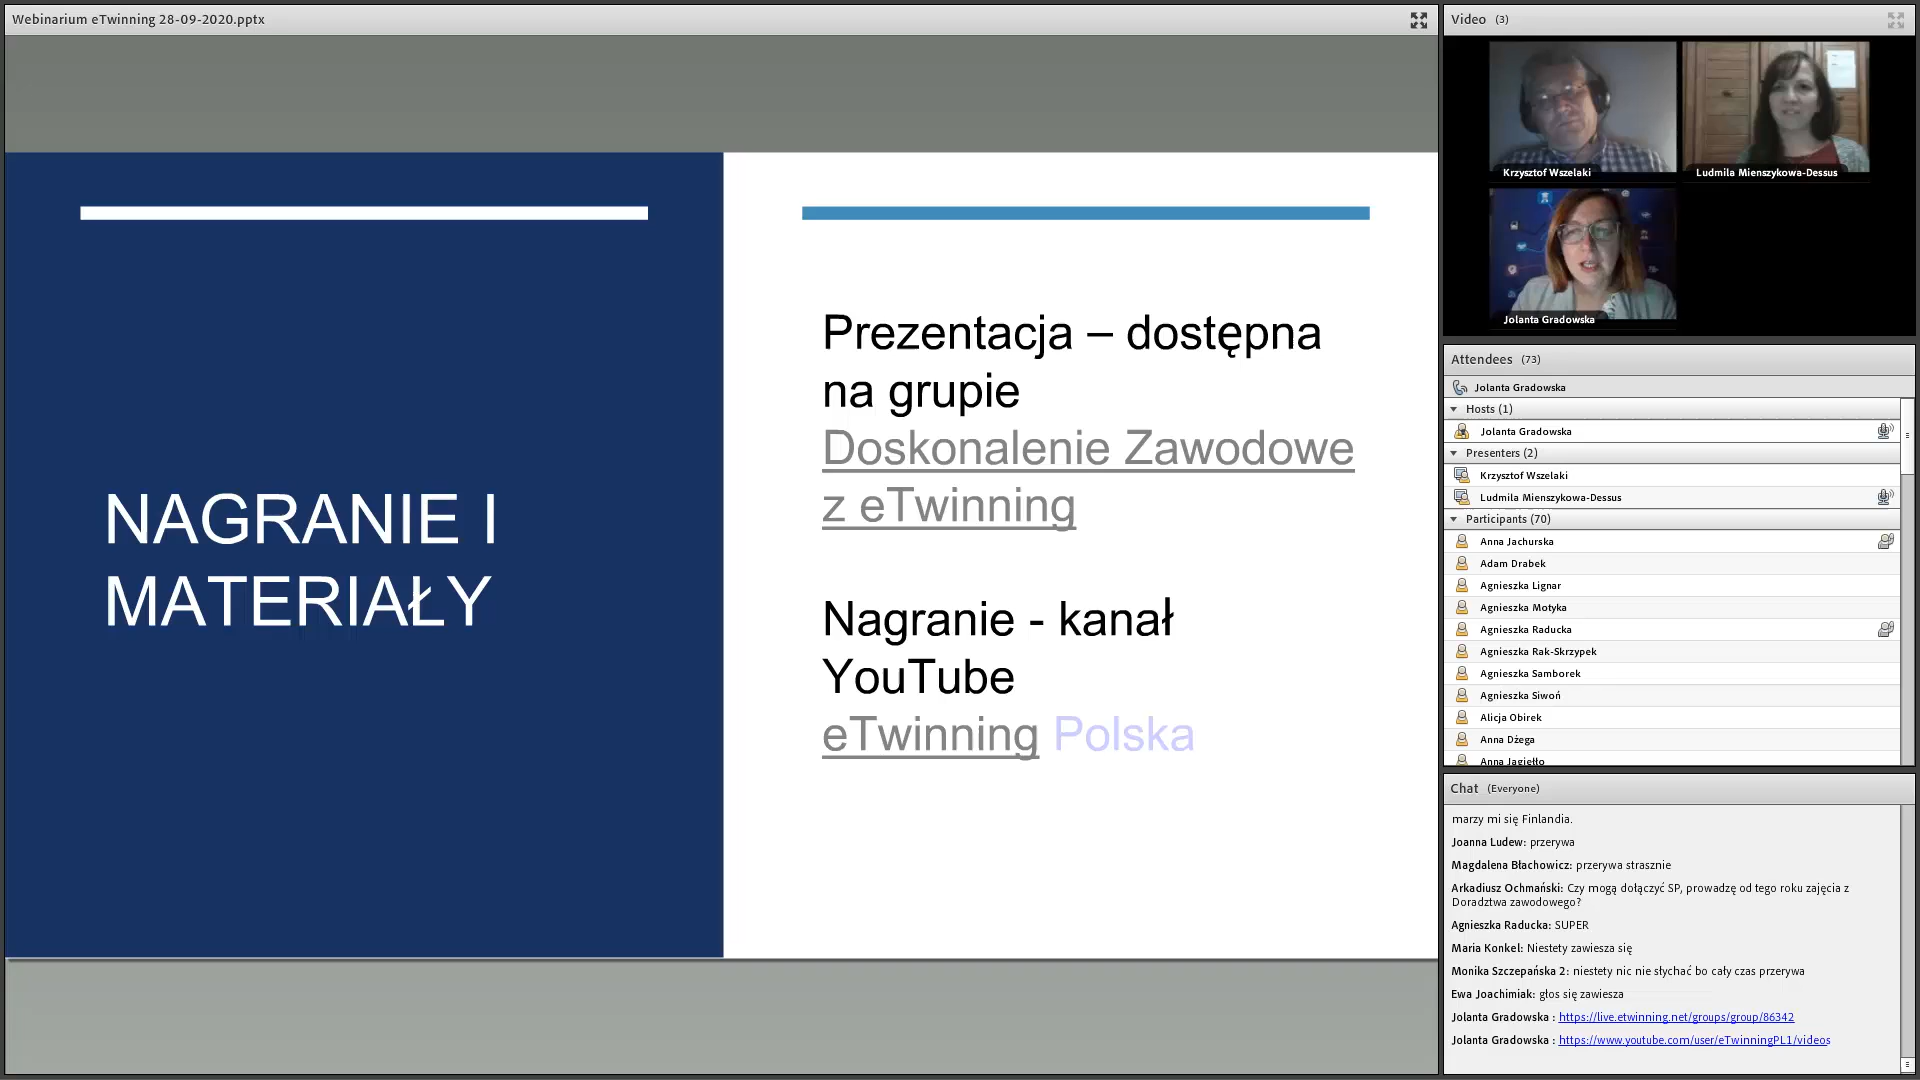 Webinarium eTwinning 28-09-2020.pptx
NAGRANIE I
MATERIAŁY
Prezentacja – dostępna
na grupie
Doskonalenie Zawodowe
z eTwinning
Nagranie - kanał
YouTube
eTwinning Polska
Video (3)
Krzysztof Wszelaki
Ludmila Mienszykowa-Dessus
Jolanta Gradowska
Attendees (73)
Jolanta Gradowska
Hosts (1)
Jolanta Gradowska
Presenters (2)
Krzysztof Wszelaki
Ludmila Mienszykowa-Dessus
Participants (70)
Anna Jachurska
Adam Drabek
Agnieszka Lignar
Agnieszka Motyka
Agnieszka Raducka
Agnieszka Rak-Skrzypek
Agnieszka Samborek
Agnieszka Siwoń
Alicja Obirek
Anna Dżega
Anna Jagiełło
Chat (Everyone)
marzy mi się Finlandia.
Joanna Ludew: przerywa
Magdalena Błachowicz: przerywa strasznie
Arkadiusz Ochmański: Czy mogą dołączyć SP, prowadzę od tego roku zajęcia z
Doradztwa zawodowego?
Agnieszka Raducka: SUPER
Maria Konkel: Niestety zawiesza się
Monika Szczepańska 2: niestety nic nie słychać bo cały czas przerywa
Ewa Joachimiak: głos się zawiesza
Jolanta Gradowska : https://live.etwinning.net/groups/group/86342
Jolanta Gradowska : https://www.youtube.com/user/eTwinningPL1/videos